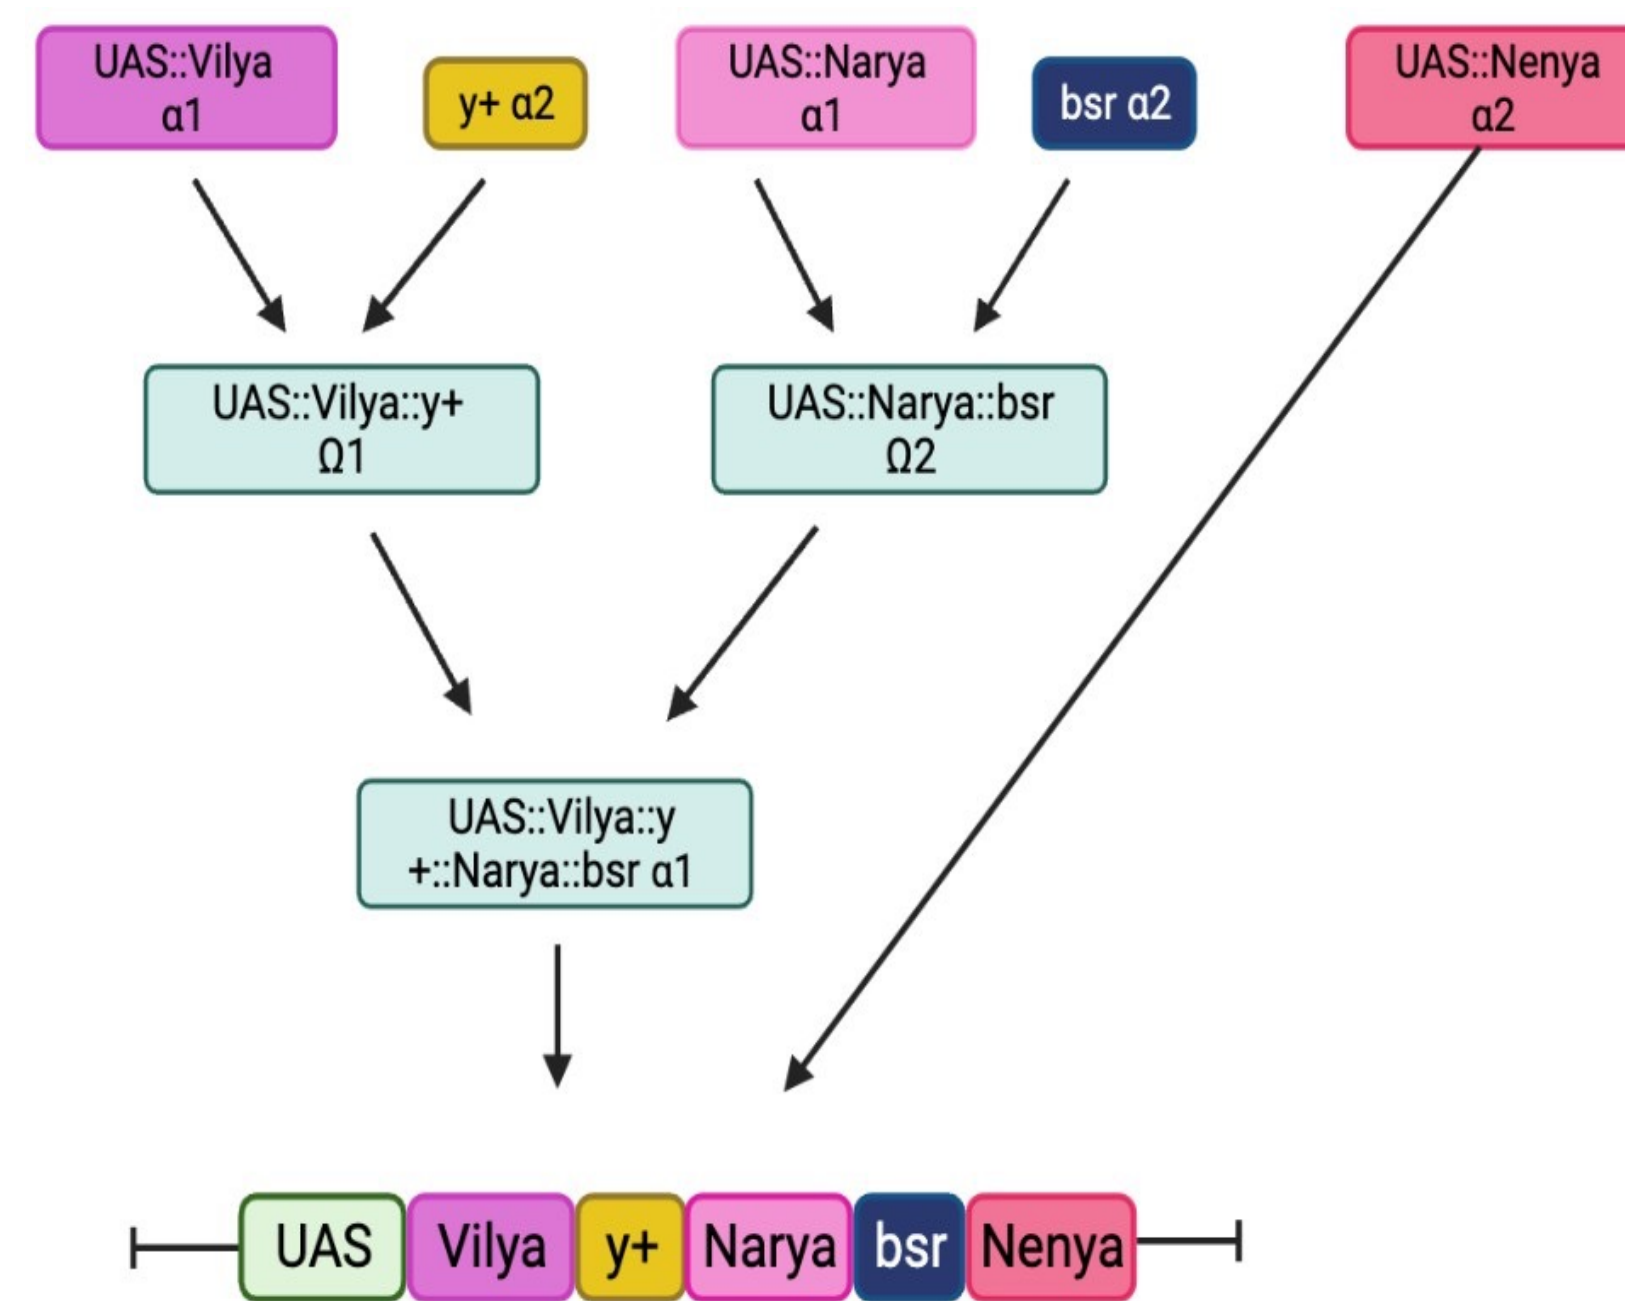 UAS::Vilya
α1
y+ α2
UAS::Narya
α1
bsr α2
UAS::Nenya
α2
UAS::Vilya::y+
Ω1
UAS::Narya::bsr
Ω2
UAS::Vilya::y
+::Narya::bsr α1
UAS Vilya y+ Narya bsr Nenya